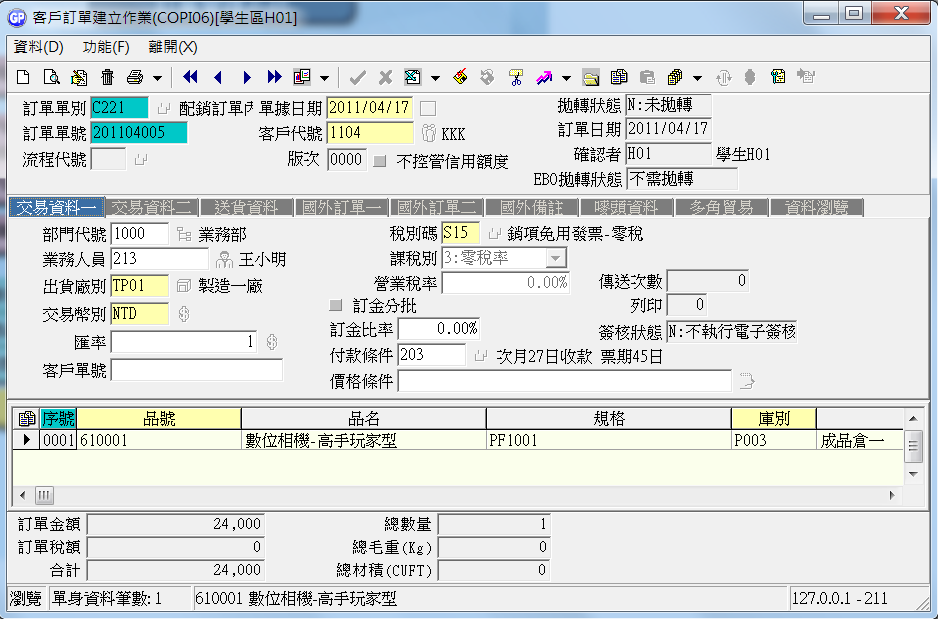 GP 客戶訂單建立作業(COPI06)[學生區H01]
資料(D) 功能(F) 離開(X)
訂單單別 C221 配銷訂單 單據日期 2011/04/17 拋轉狀態 N:未拋轉
訂單單號 201104005 客戶代號 1104 KKK 訂單日期 2011/04/17
流程代號 版次 0000 不控管信用額度 確認者 H01 學生H01
EBO拋轉狀態 不需拋轉
交易資料一 交易資料二 送貨資料 國外訂單一 國外訂單二 國外備註 嘜頭資料 多角貿易 資料瀏覽
部門代號 1000 業務部 稅別碼 S15 銷項免用發票-零稅
業務人員 213 王小明 課稅別 3:零稅率
出貨廠別 TP01 製造一廠 營業稅率 0.00% 傳送次數 0
交易幣別 NTD 訂金分批 列印 0
匯率 1 訂金比率 0.00% 簽核狀態 N:不執行電子簽核
客戶單號 付款條件 203 次月27日收款 票期45日
價格條件
序號 品號 品名 規格 庫別
0001 610001 數位相機-高手玩家型 PF1001 P003 成品倉一
訂單金額 24,000 總數量 1
訂單稅額 0 總毛重(Kg) 0
合計 24,000 總材積(CUFT) 0
瀏覽 單身資料筆數: 1 610001 數位相機-高手玩家型 127.0.0.1 - 211